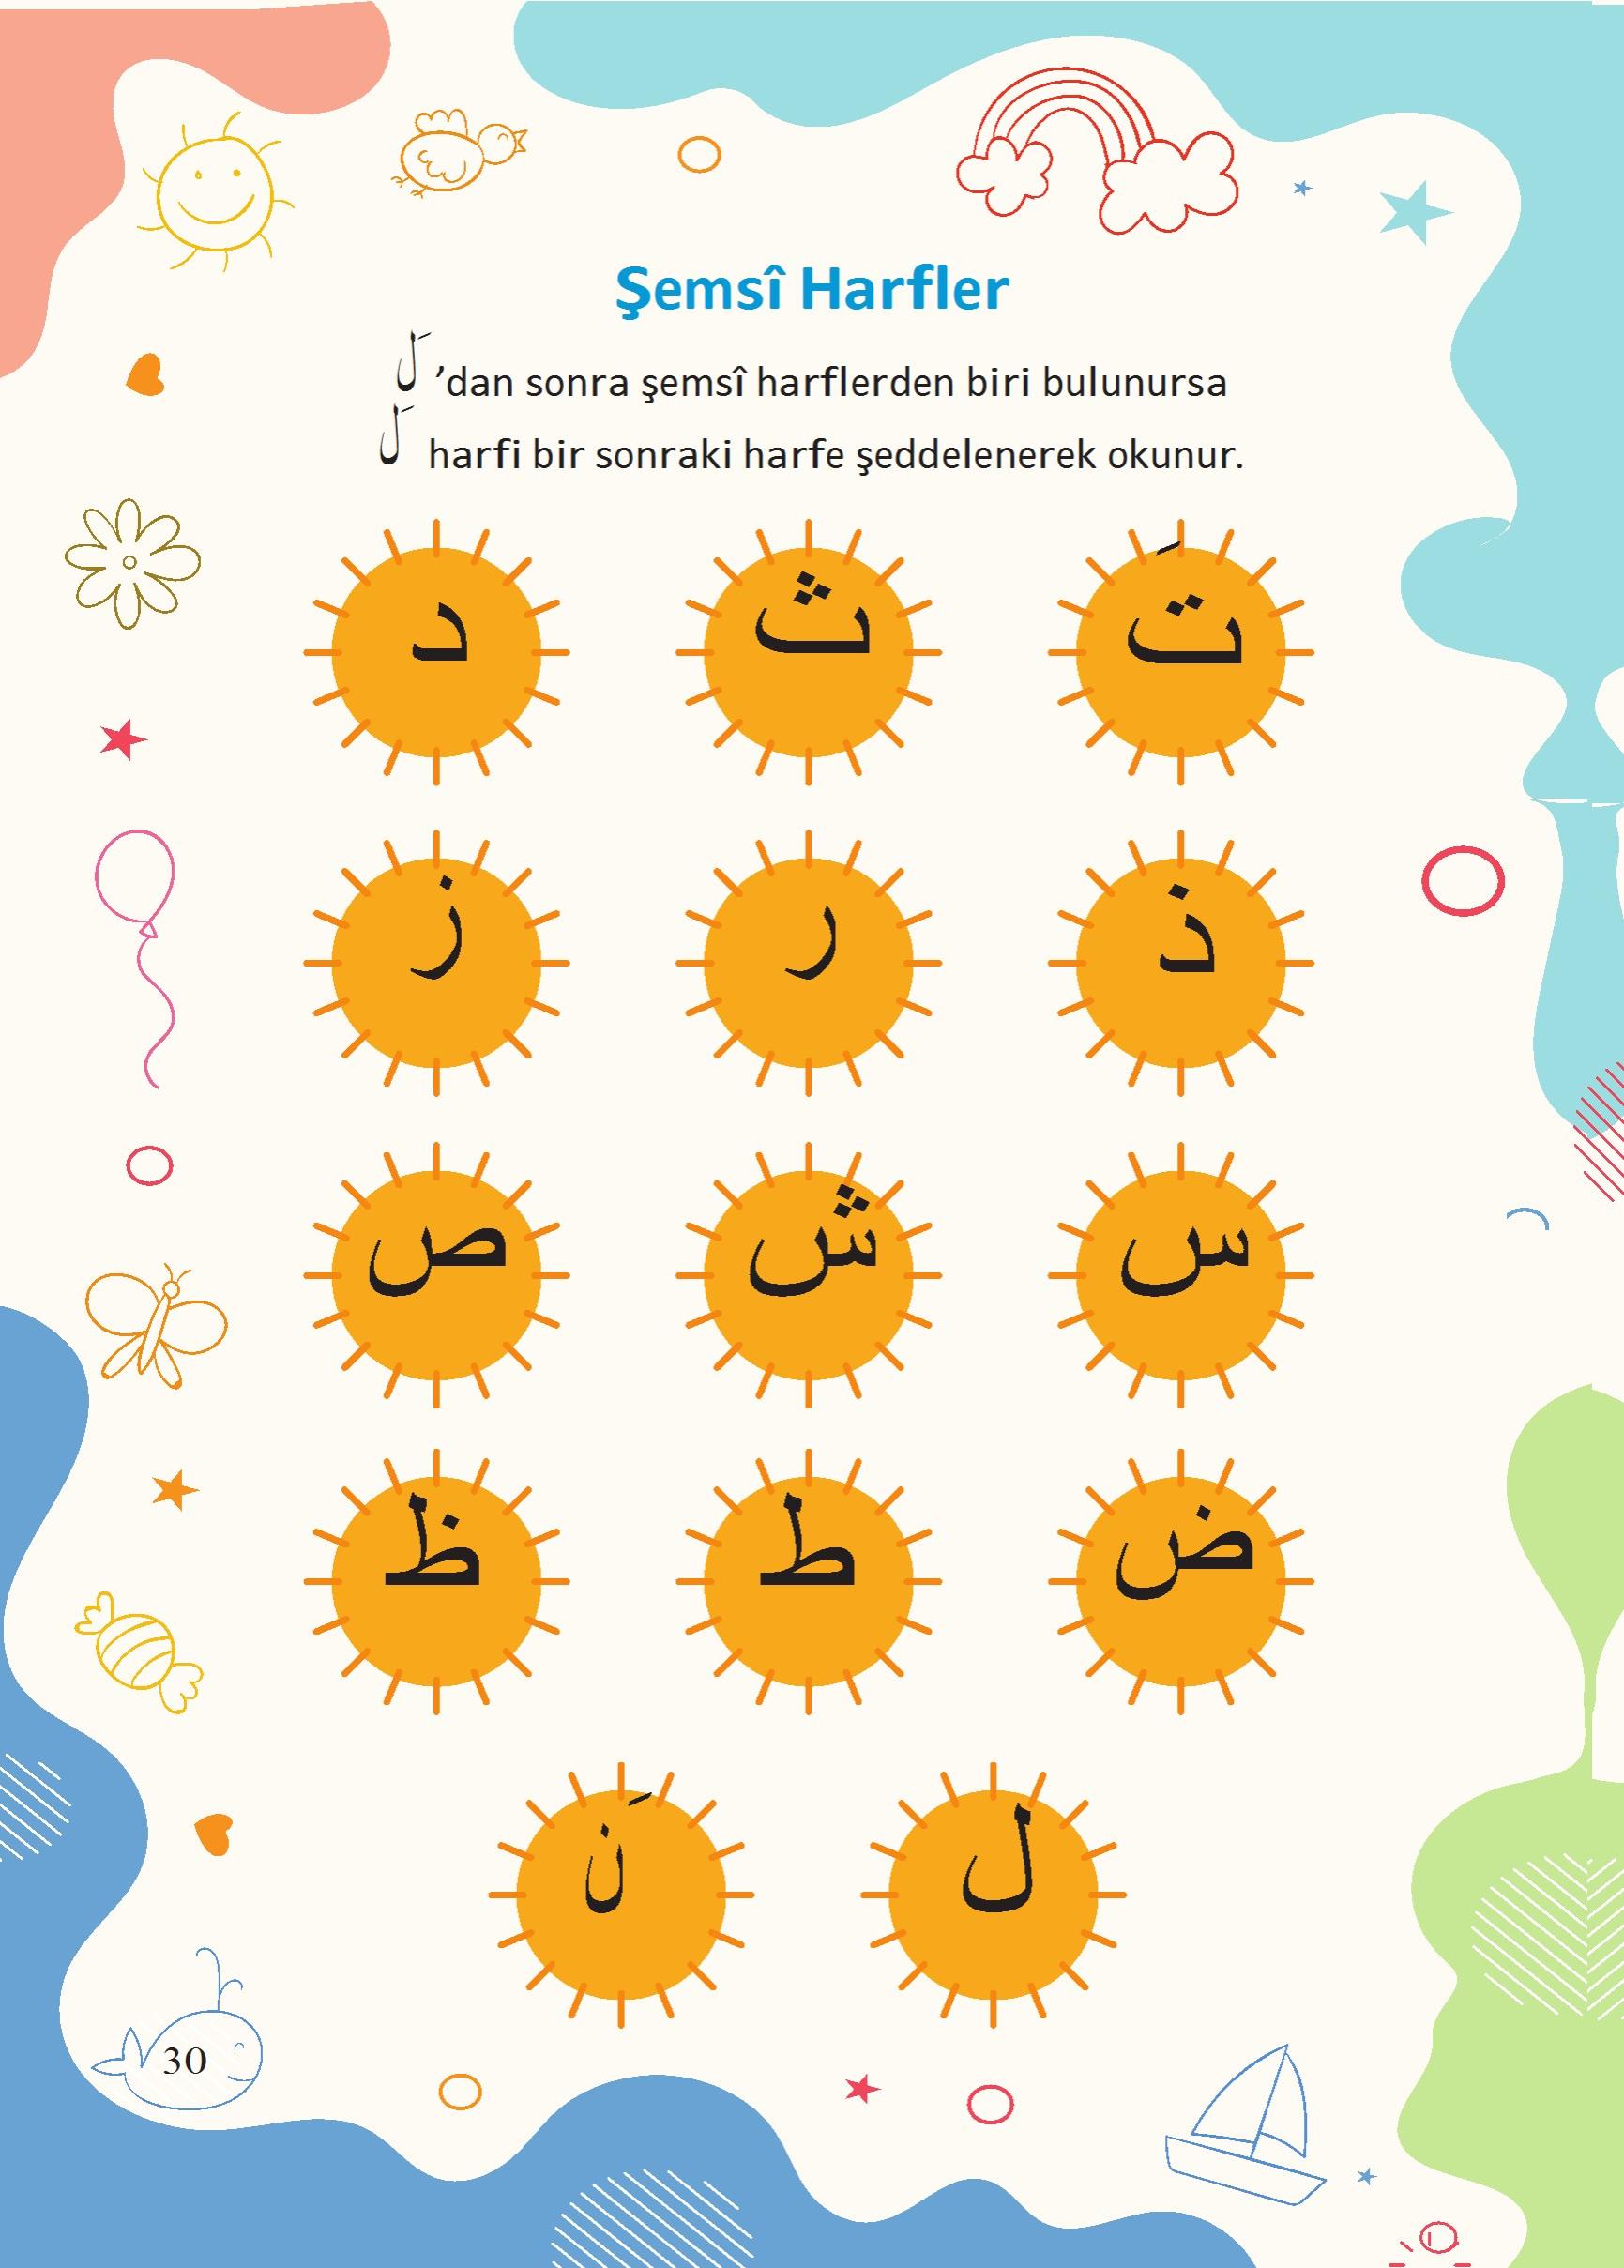 Şemsî Harfler
لَ ’dan sonra şemsî harflerden biri bulunursa
لَ harfi bir sonraki harfe şeddelenerek okunur.
تَ ث د
ذ ر ز
س ش ص
ض ط ظ
ل نَ
30